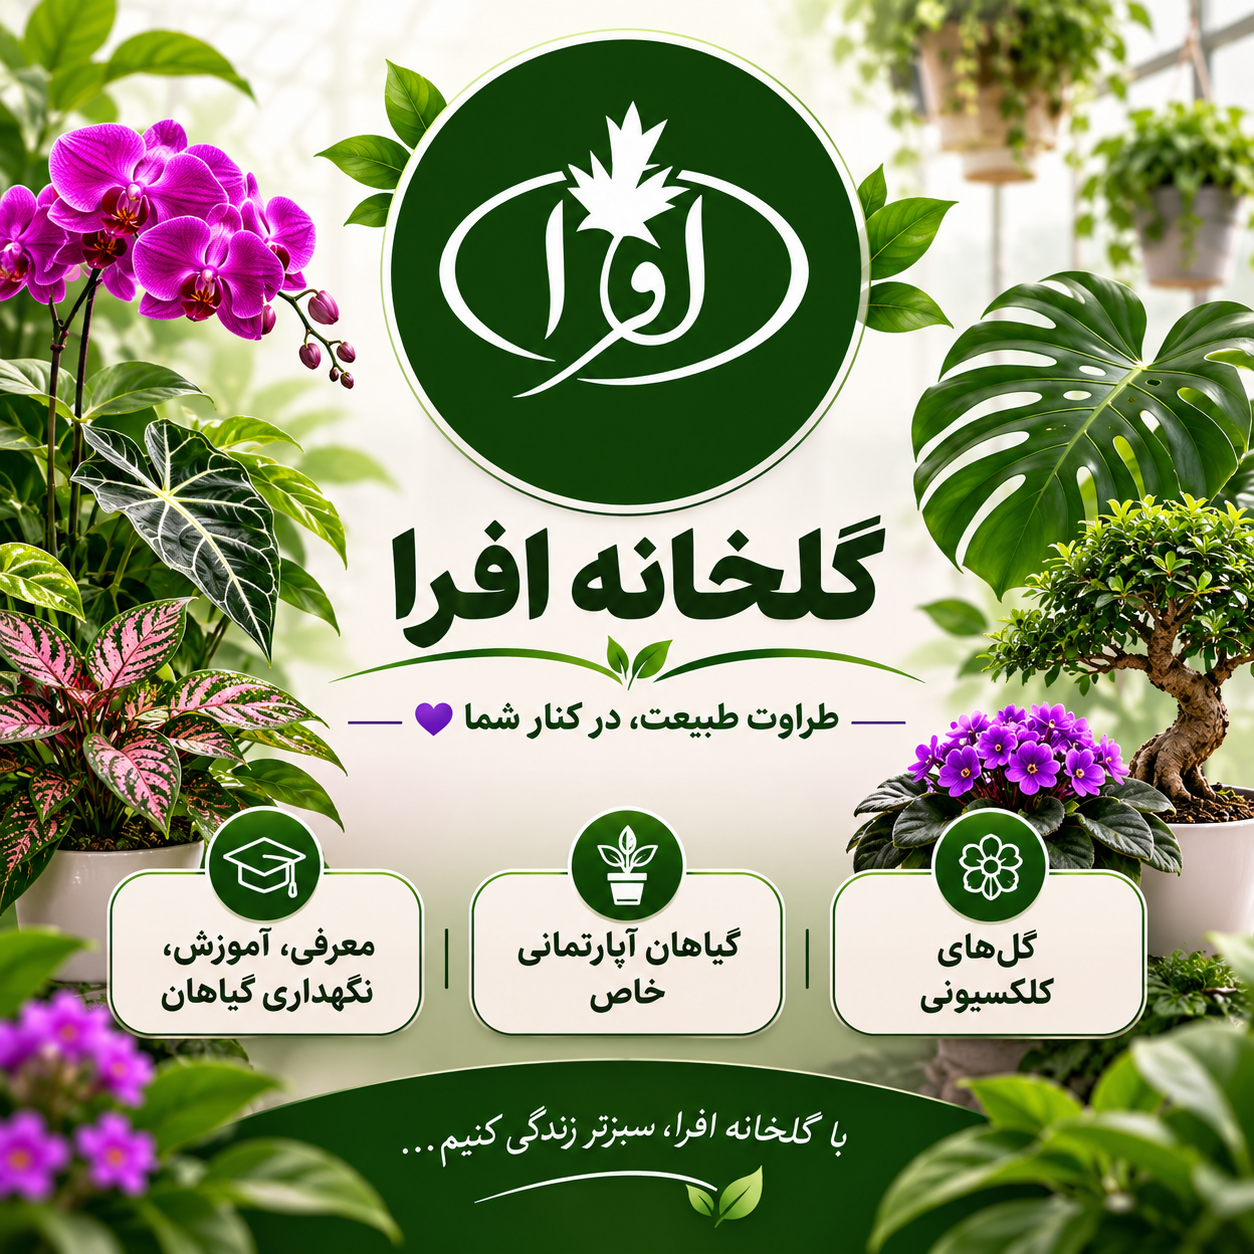 گلخانه افرا
طراوت طبیعت، در کنار شما 💜
گل‌های
کلکسیونی
گیاهان آپارتمانی
خاص
معرفی، آموزش،
نگهداری گیاهان
با گلخانه افرا، سبزتر زندگی کنیم...